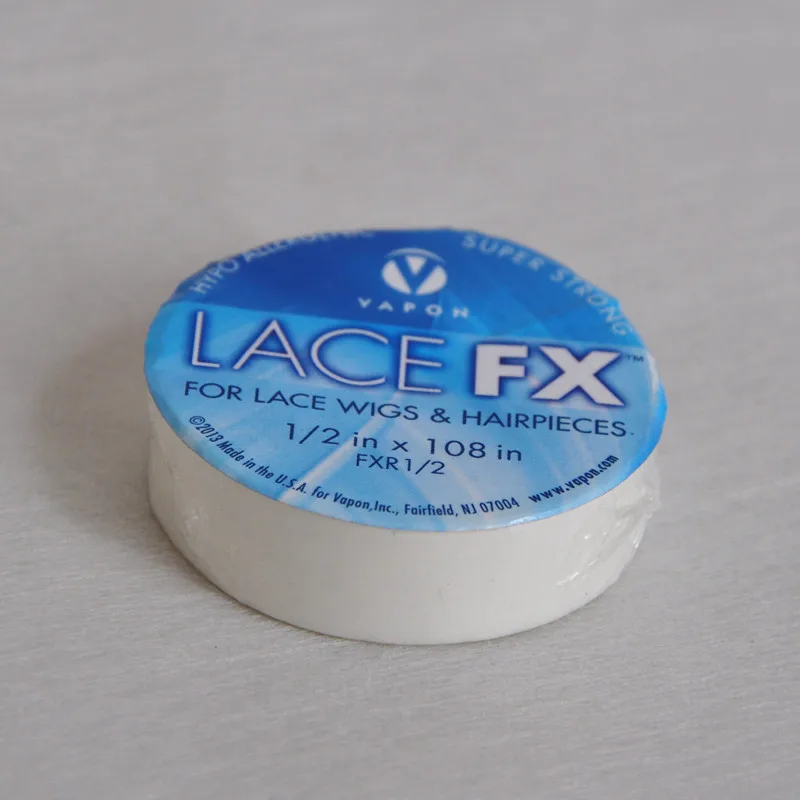 HYPO ALLERGENIC
SUPER STRONG
VAPON
LACE FX™
FOR LACE WIGS & HAIRPIECES.
1/2 in x 108 in
FXR1/2
©2013 Made in the U.S.A. for Vapon,Inc., Fairfield, NJ 07004 www.vapon.com